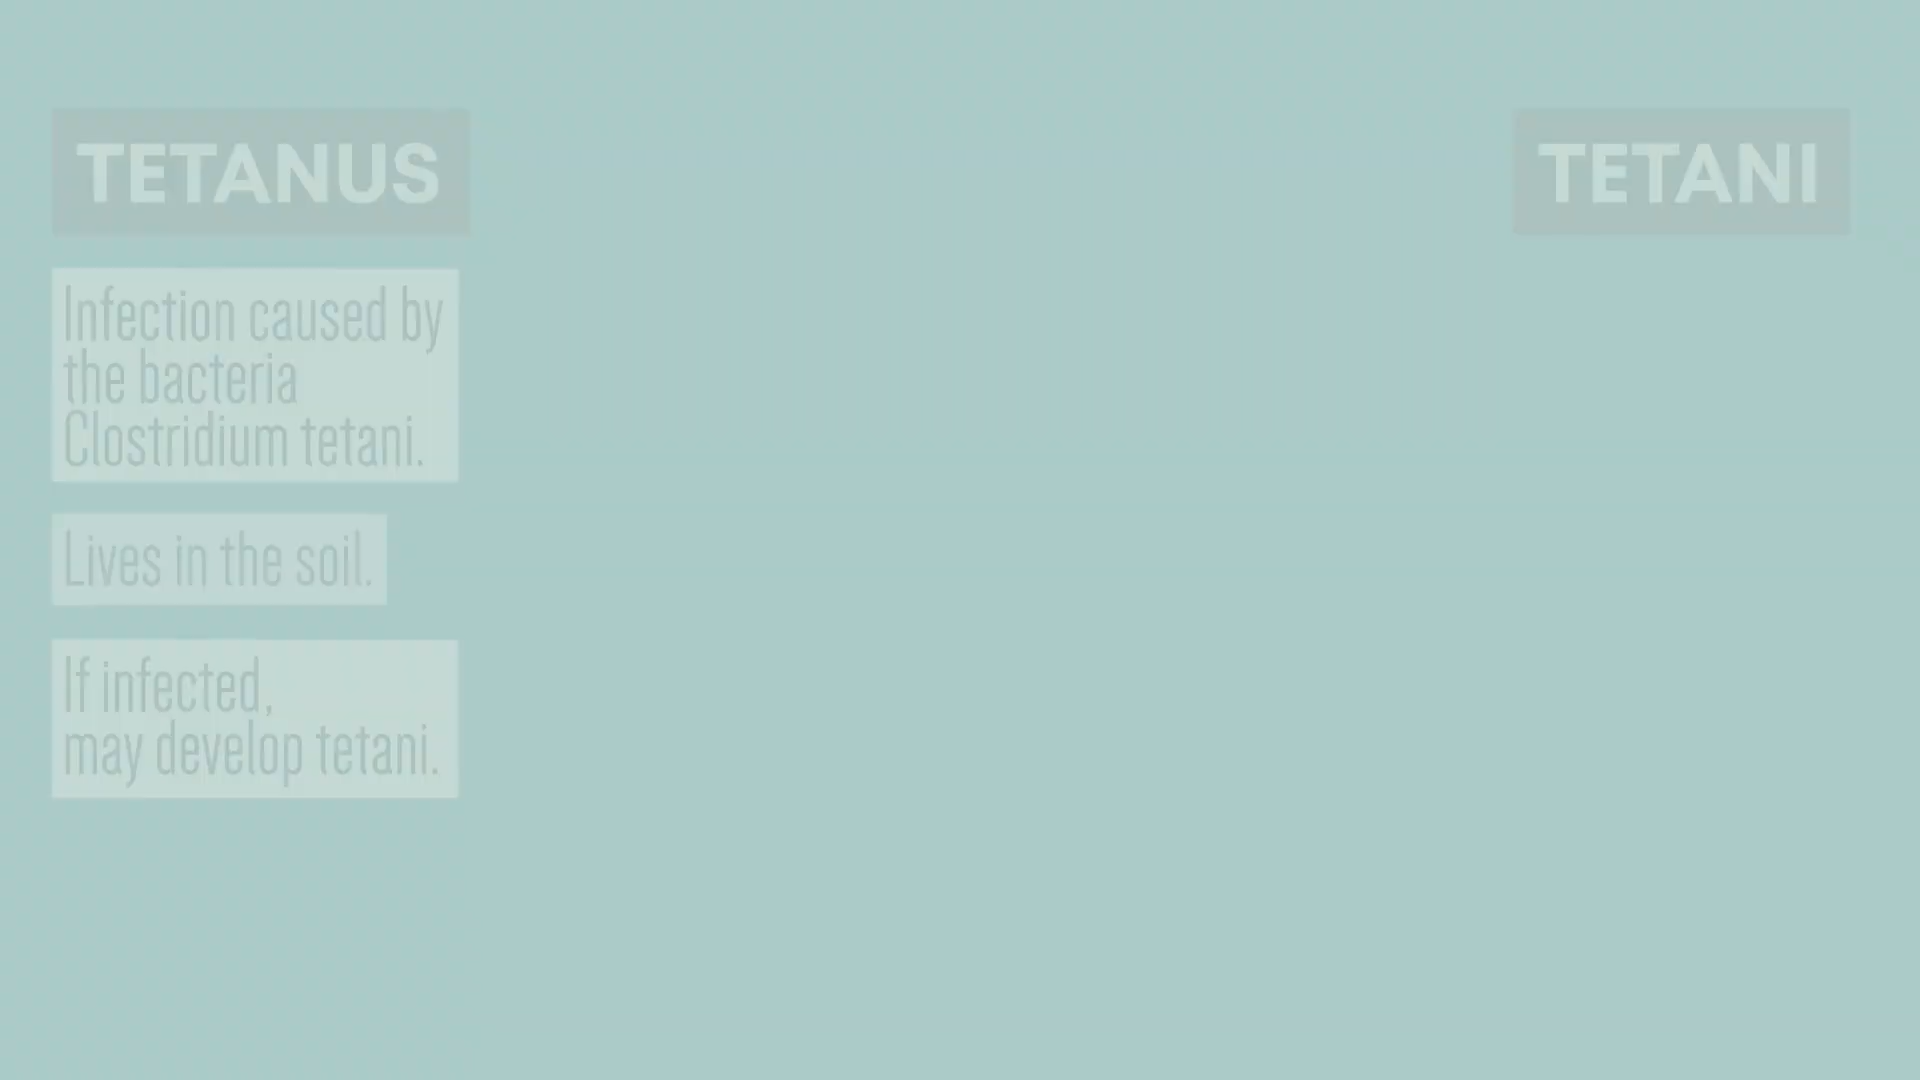 TETANUS
TETANI
Infection caused by
the bacteria
Clostridium tetani.
Lives in the soil.
If infected,
may develop tetani.